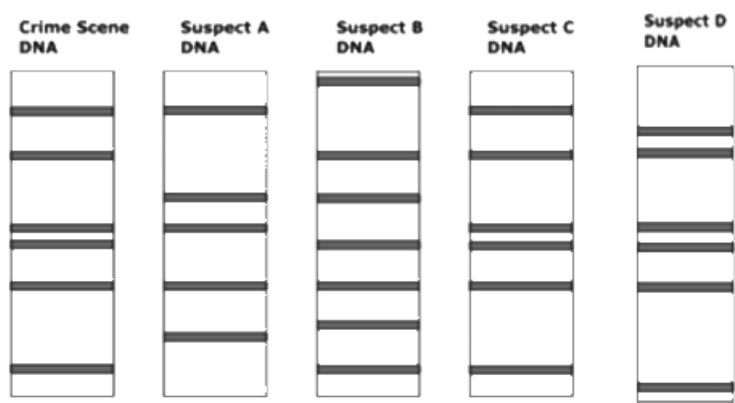 Crime Scene
DNA
Suspect A
DNA
Suspect B
DNA
Suspect C
DNA
Suspect D
DNA